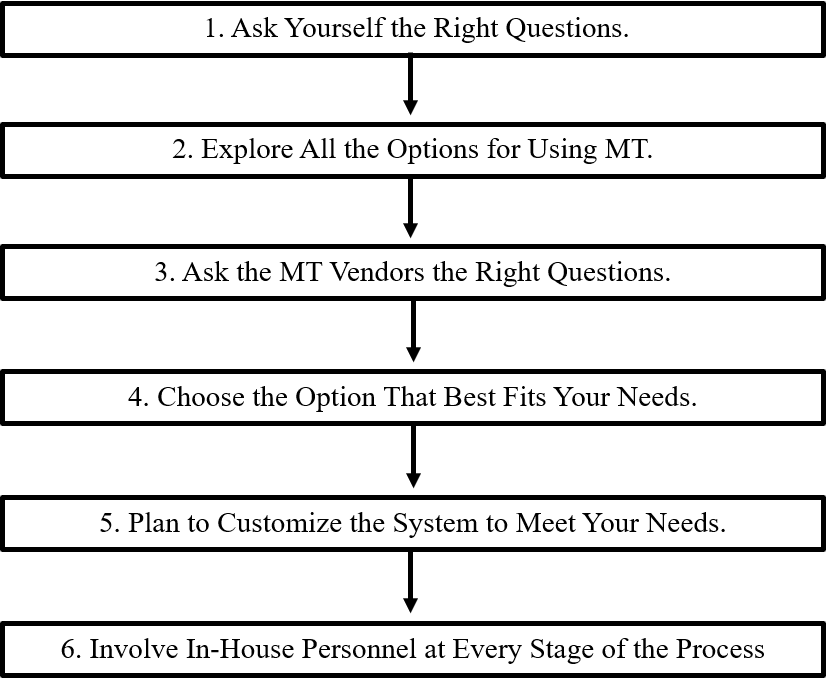 1. Ask Yourself the Right Questions.
2. Explore All the Options for Using MT.
3. Ask the MT Vendors the Right Questions.
4. Choose the Option That Best Fits Your Needs.
5. Plan to Customize the System to Meet Your Needs.
6. Involve In-House Personnel at Every Stage of the Process